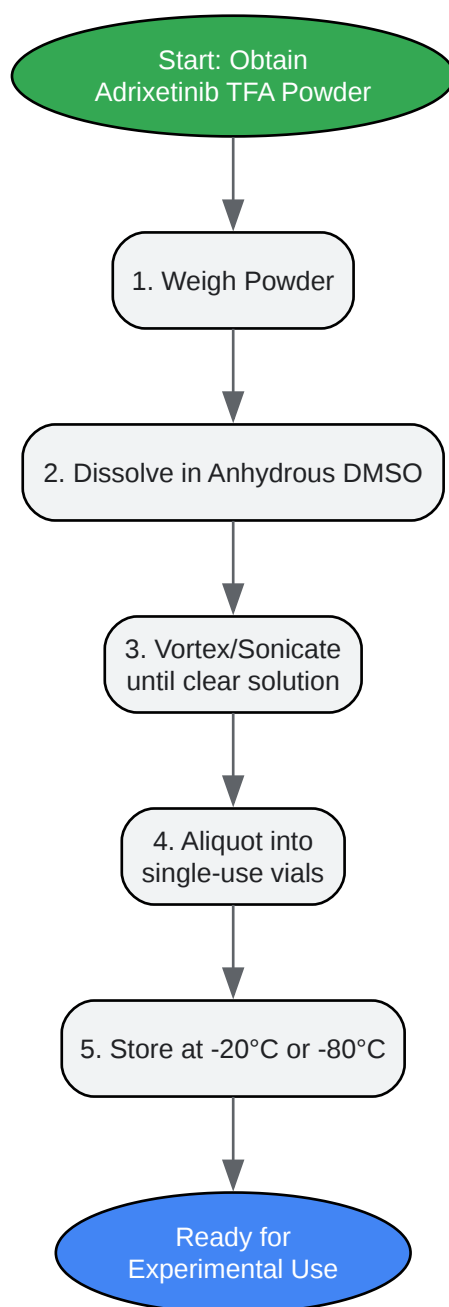 Start: Obtain
Adrixetinib TFA Powder
1. Weigh Powder
2. Dissolve in Anhydrous DMSO
3. Vortex/Sonicate
until clear solution
4. Aliquot into
single-use vials
5. Store at -20°C or -80°C
Ready for
Experimental Use